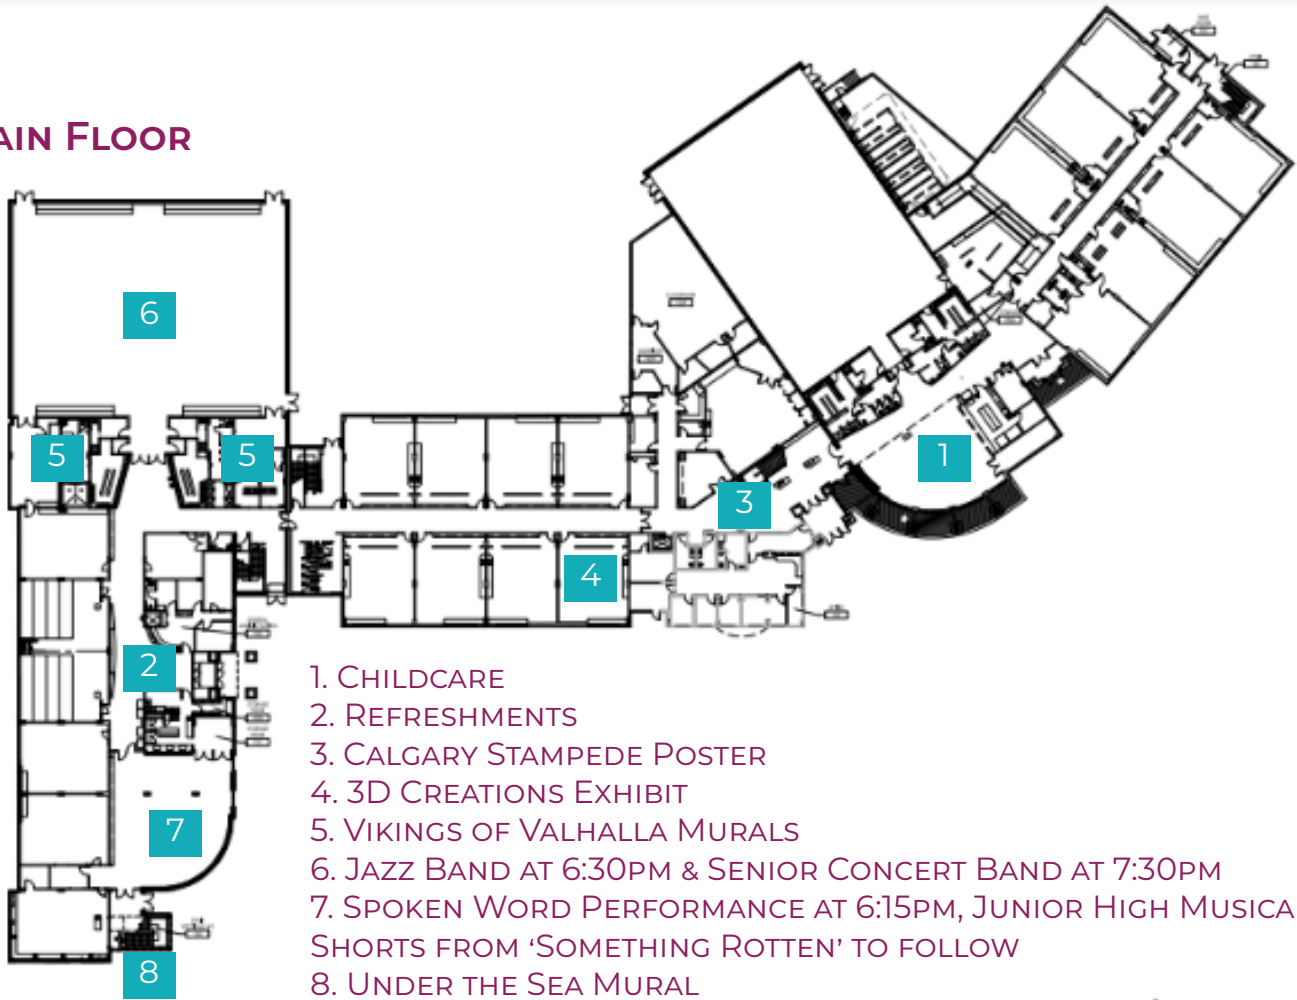 AIN FLOOR
6
5
5
1
3
4
2
7
8
1. CHILDCARE
2. REFRESHMENTS
3. CALGARY STAMPEDE POSTER
4. 3D CREATIONS EXHIBIT
5. VIKINGS OF VALHALLA MURALS
6. JAZZ BAND AT 6:30PM & SENIOR CONCERT BAND AT 7:30PM
7. SPOKEN WORD PERFORMANCE AT 6:15PM, JUNIOR HIGH MUSICA
SHORTS FROM ‘SOMETHING ROTTEN’ TO FOLLOW
8. UNDER THE SEA MURAL